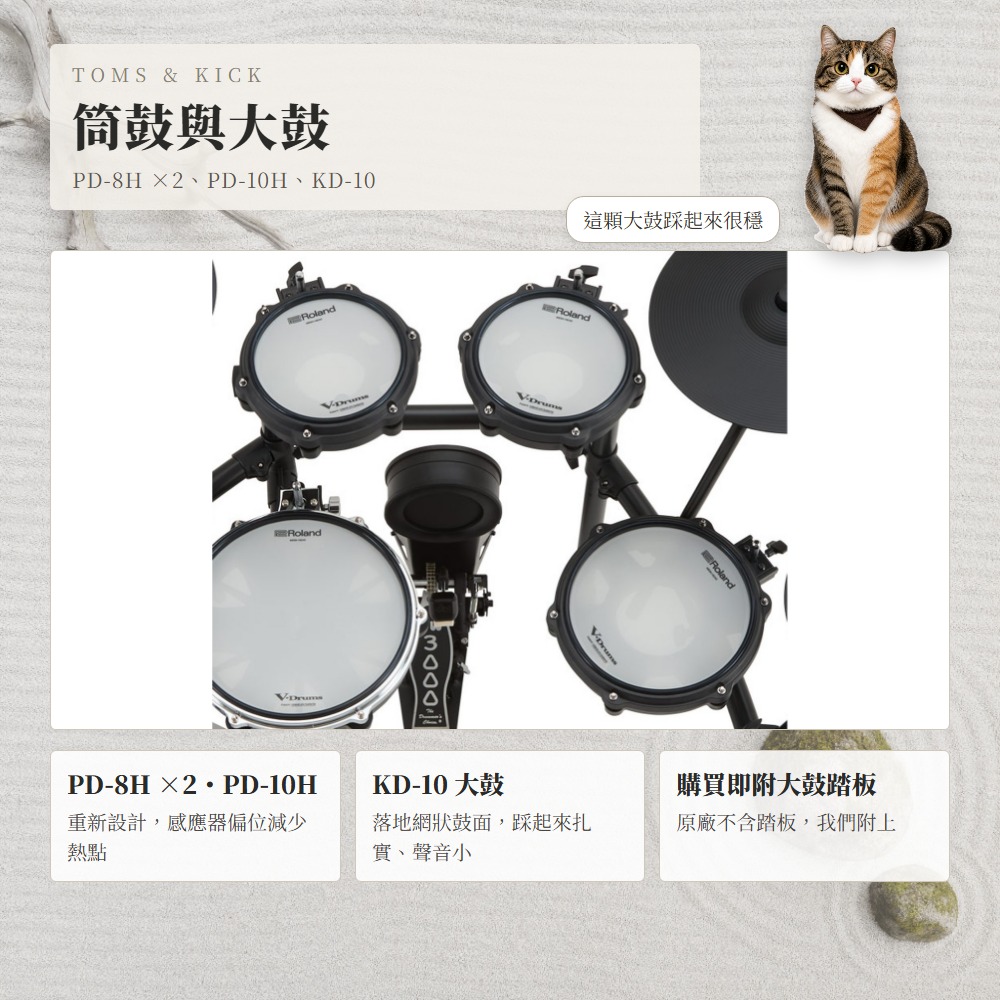 TOMS & KICK
筒鼓與大鼓
PD-8H ×2、PD-10H、KD-10
這顆大鼓踩起來很穩
Roland
Roland
V-Drums
V-Drums
Roland
Roland
3
V-Drums
V-Drums
The
Drummer's
Choice
PD-8H ×2・PD-10H
重新設計，感應器偏位減少
熱點
KD-10 大鼓
落地網狀鼓面，踩起來扎
實、聲音小
購買即附大鼓踏板
原廠不含踏板，我們附上